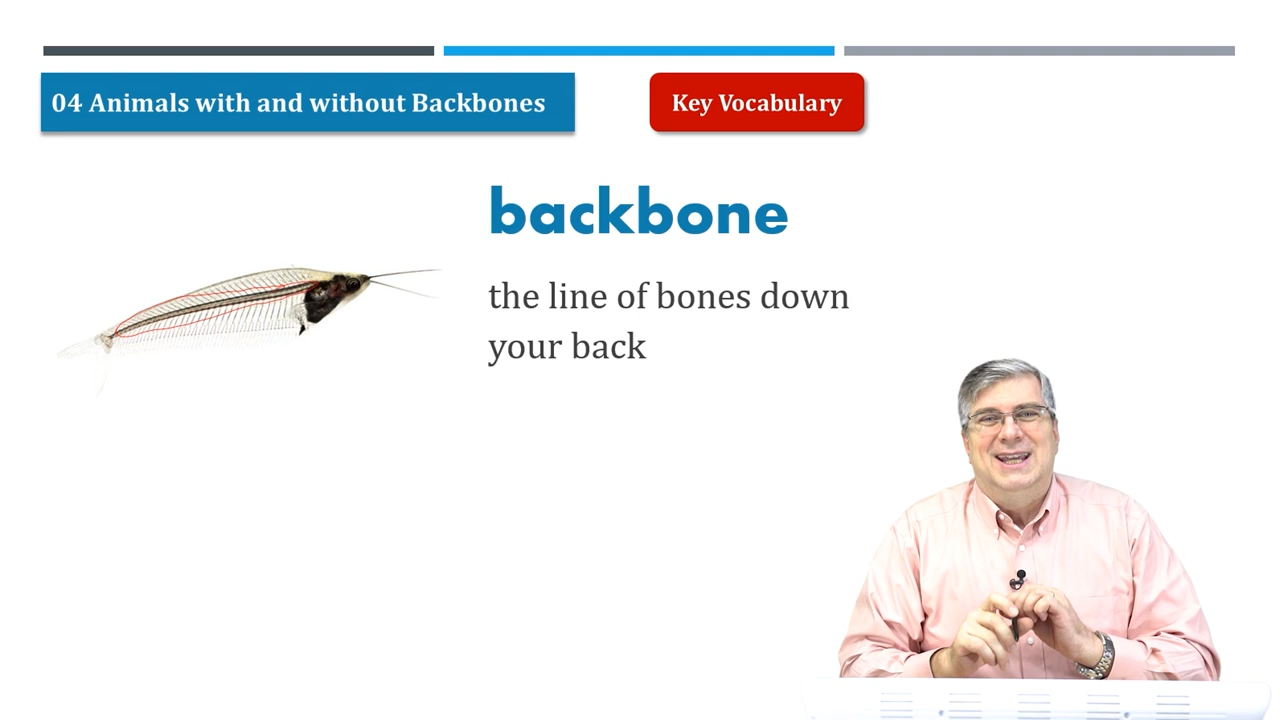 04 Animals with and without Backbones
Key Vocabulary
backbone
the line of bones down
your back